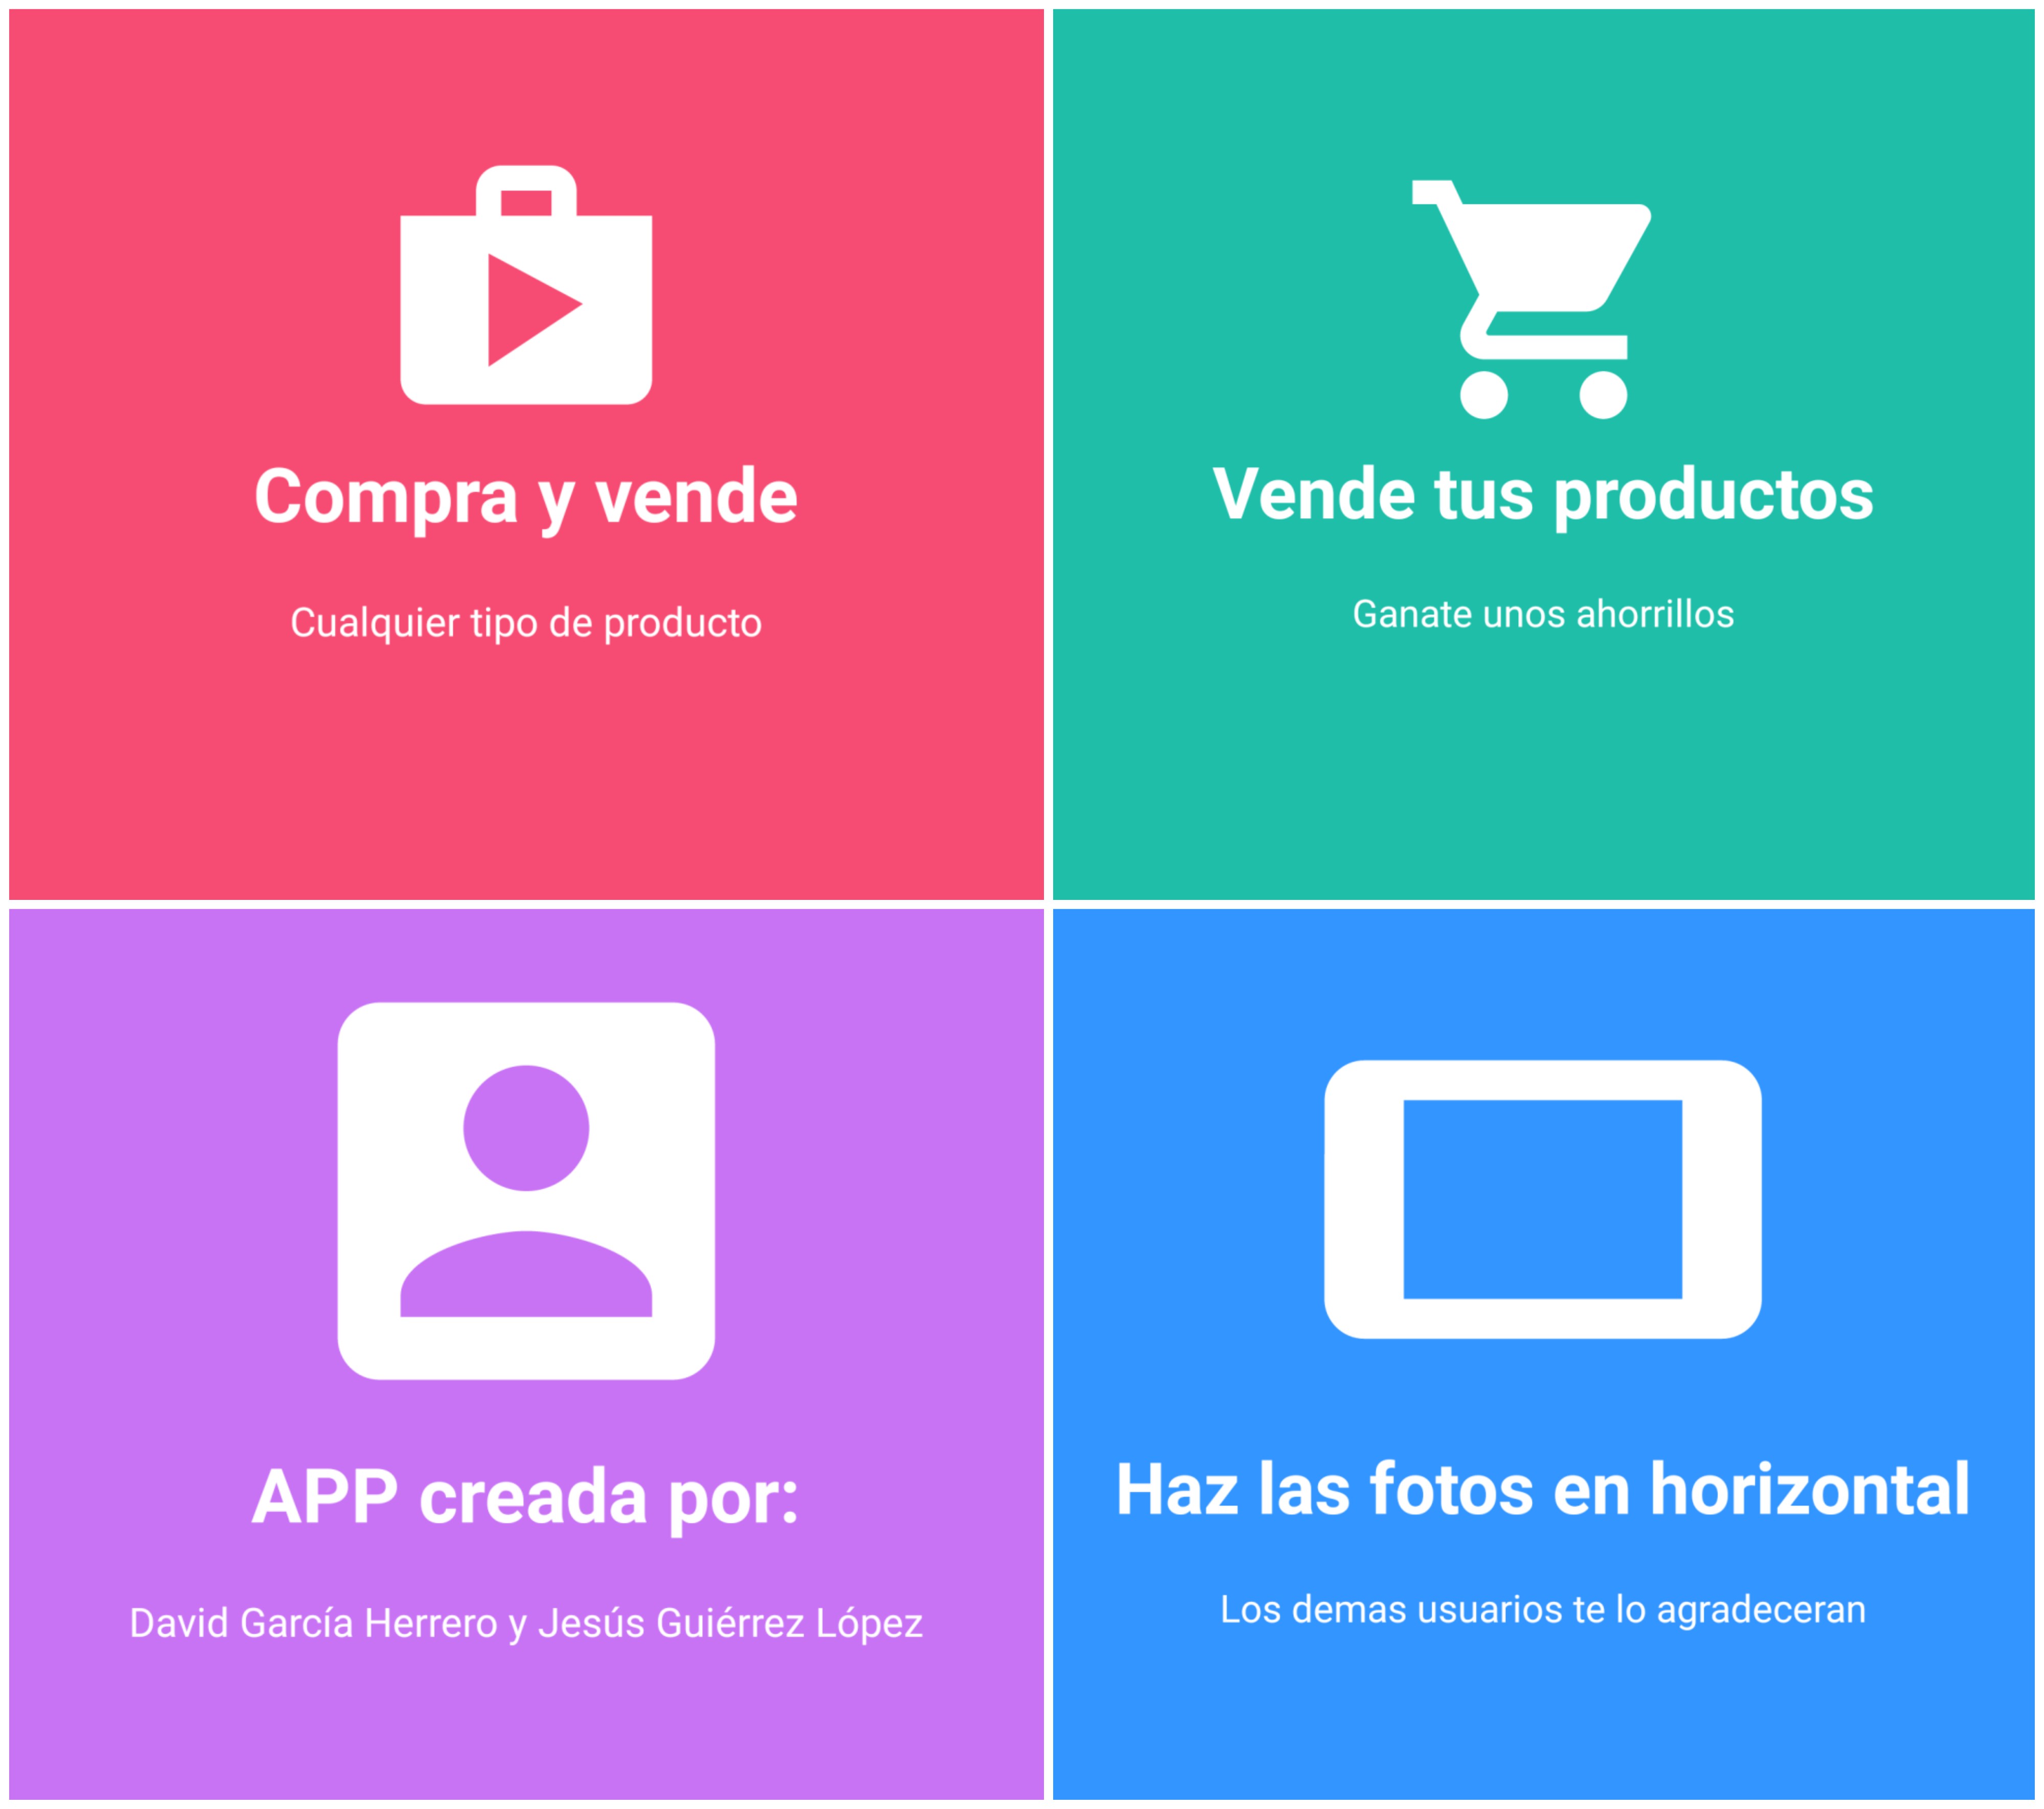 Compra y vende
Cualquier tipo de producto
Vende tus productos
Ganate unos ahorrillos
APP creada por:
David García Herrero y Jesús Guiérrez López
Haz las fotos en horizontal
Los demas usuarios te lo agradeceran